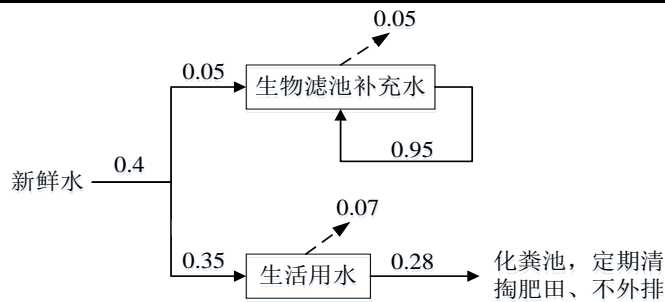 0.05
0.05
生物滤池补充水
0.95
新鲜水
0.4
0.07
0.35
生活用水
0.28
化粪池，定期清
掏肥田、不外排